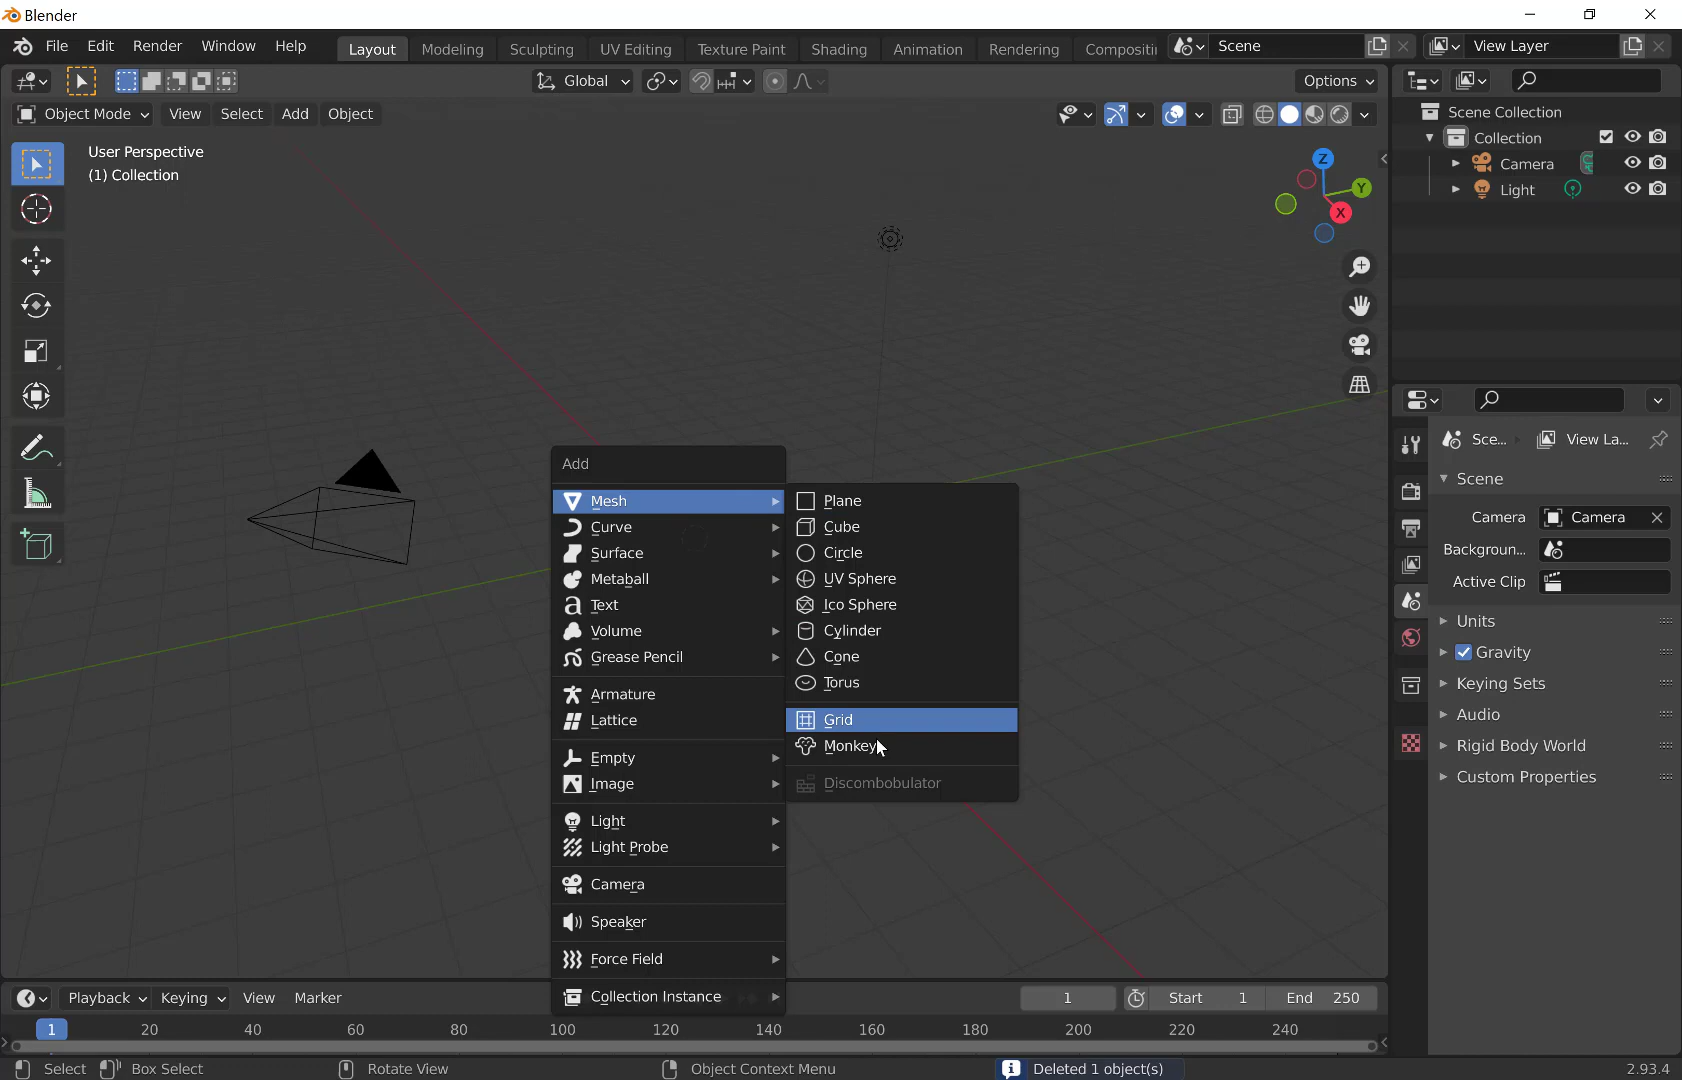 Blender
File Edit Render Window Help Layout Modeling Sculpting UV Editing Texture Paint Shading Animation Rendering Compositi Scene View Layer
Global Options
Object Mode View Select Add Object
User Perspective
(1) Collection
Z
Y
X
Scene Collection
Collection
Camera
Light
Add
Mesh
Curve
Surface
Metaball
Text
Volume
Grease Pencil
Armature
Lattice
Empty
Image
Light
Light Probe
Camera
Speaker
Force Field
Collection Instance
Plane
Cube
Circle
UV Sphere
Ico Sphere
Cylinder
Cone
Torus
Grid
Monkey
Discombobulator
Sce... View La...
Scene
Camera Camera
Backgroun...
Active Clip
Units
Gravity
Keying Sets
Audio
Rigid Body World
Custom Properties
Playback Keying View Marker 1 Start 1 End 250
1 20 40 60 80 100 120 140 160 180 200 220 240
Select Box Select Rotate View Object Context Menu Deleted 1 object(s) 2.93.4